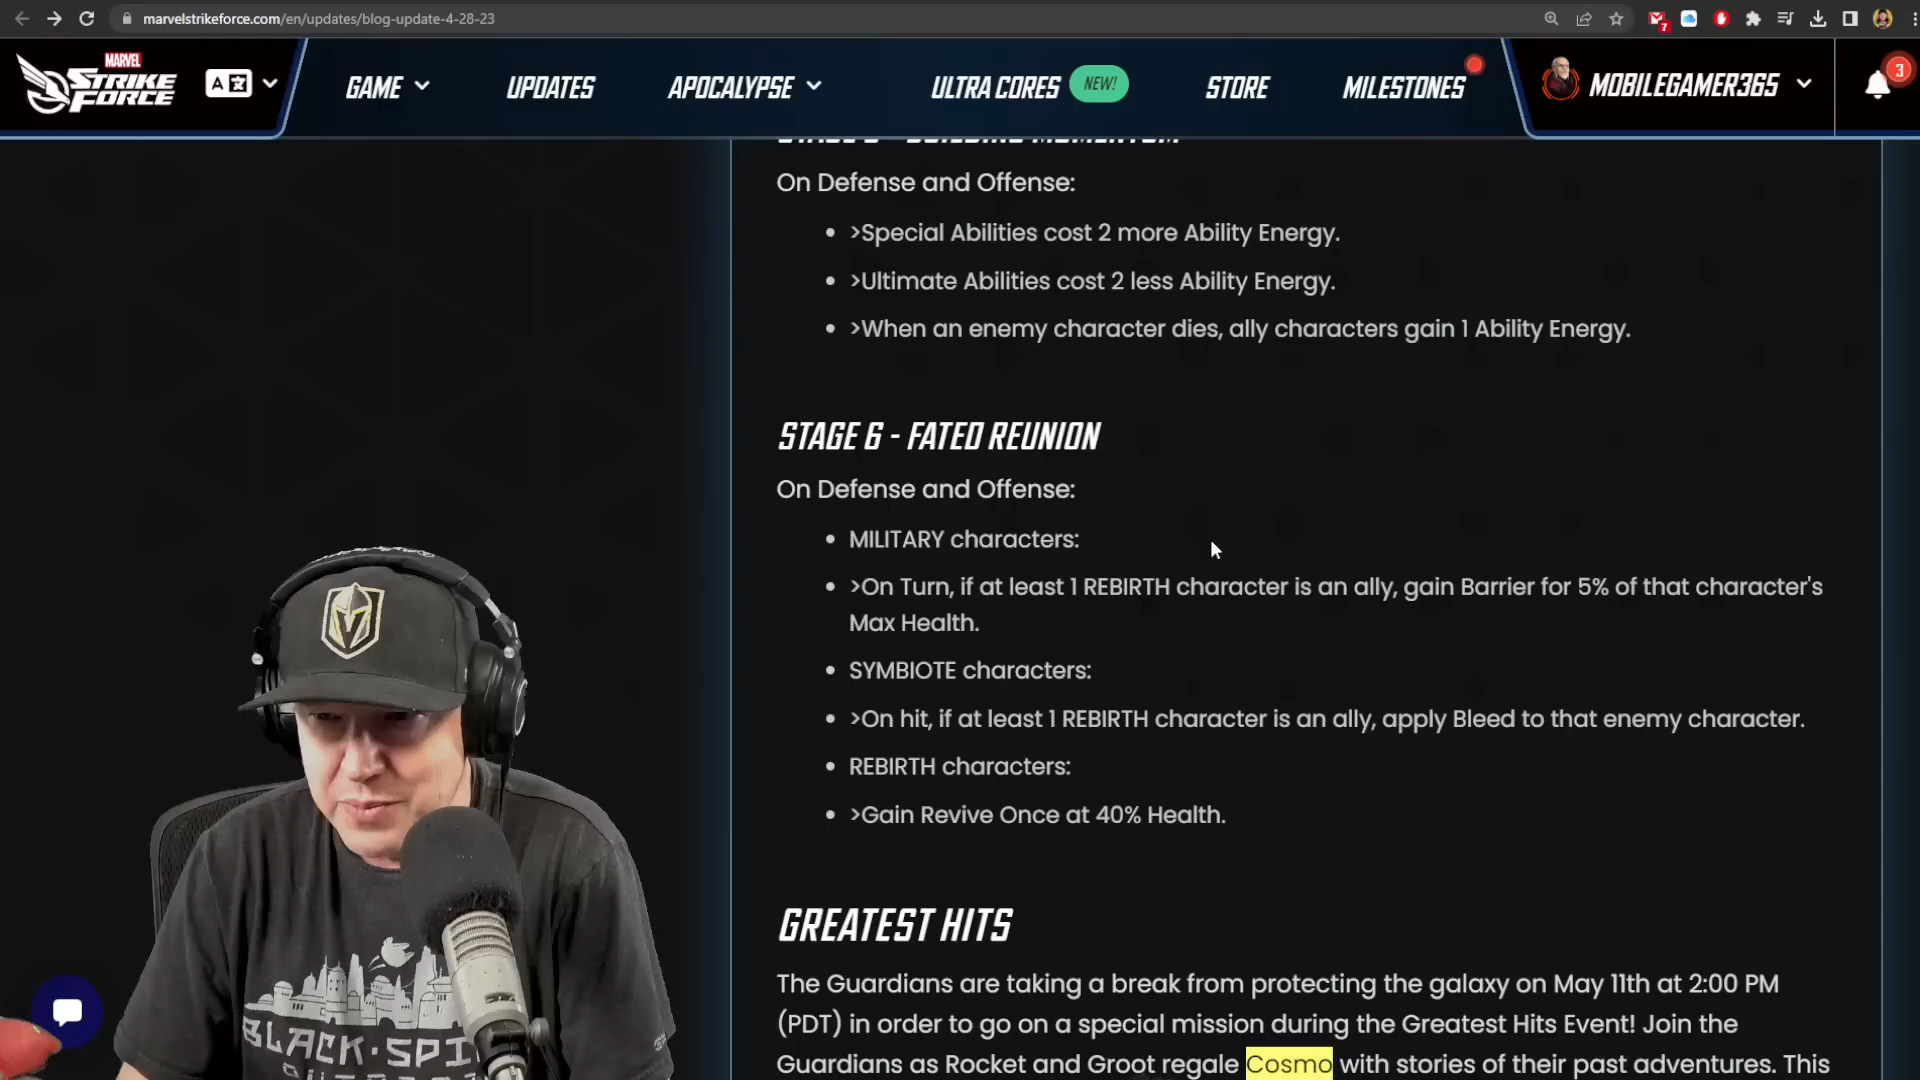 marvelstrikeforce.com/en/updates/blog-update-4-28-23
7
MARVEL
STRIKE
FORCE
A
GAME
UPDATES
APOCALYPSE
ULTRA CORES
NEW!
STORE
MILESTONES
MOBILEGAMER365
3
STAGE 5 - BUILDING MOMENTUM
On Defense and Offense:
• >Special Abilities cost 2 more Ability Energy.
• >Ultimate Abilities cost 2 less Ability Energy.
• >When an enemy character dies, ally characters gain 1 Ability Energy.
STAGE 6 - FATED REUNION
On Defense and Offense:
• MILITARY characters:
• >On Turn, if at least 1 REBIRTH character is an ally, gain Barrier for 5% of that character's
Max Health.
• SYMBIOTE characters:
• >On hit, if at least 1 REBIRTH character is an ally, apply Bleed to that enemy character.
• REBIRTH characters:
• >Gain Revive Once at 40% Health.
GREATEST HITS
The Guardians are taking a break from protecting the galaxy on May 11th at 2:00 PM
(PDT) in order to go on a special mission during the Greatest Hits Event! Join the
Guardians as Rocket and Groot regale Cosmo with stories of their past adventures. This
BLACK·SPI